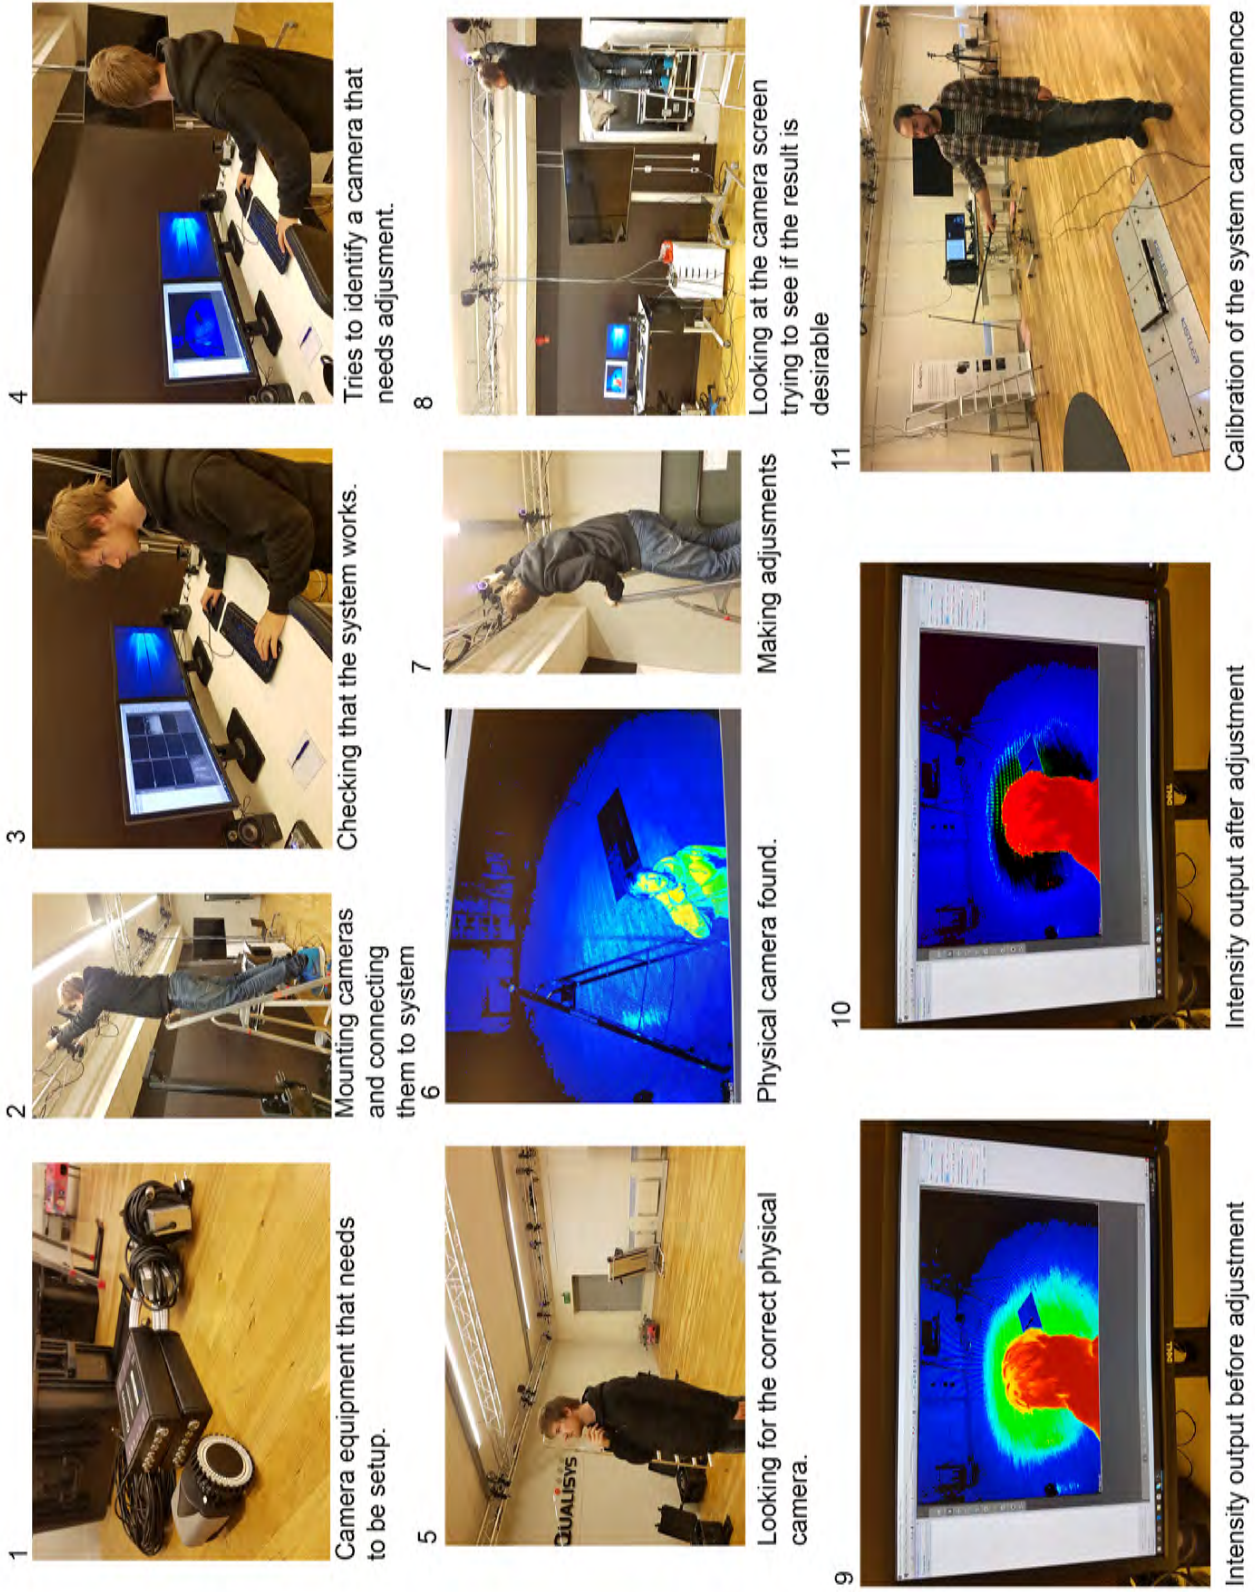 1
Camera equipment that needs
to be setup.
2
Mounting cameras
and connecting
them to system
3
Checking that the system works.
4
Tries to identify a camera that
needs adjusment.
5
QUALISYS
Looking for the correct physical
camera.
6
Physical camera found.
7
Making adjusments
8
Looking at the camera screen
trying to see if the result is
desirable
9
DELL
Intensity output before adjustment
10
DELL
Intensity output after adjustment
11
KISTLER
Calibration of the system can commence